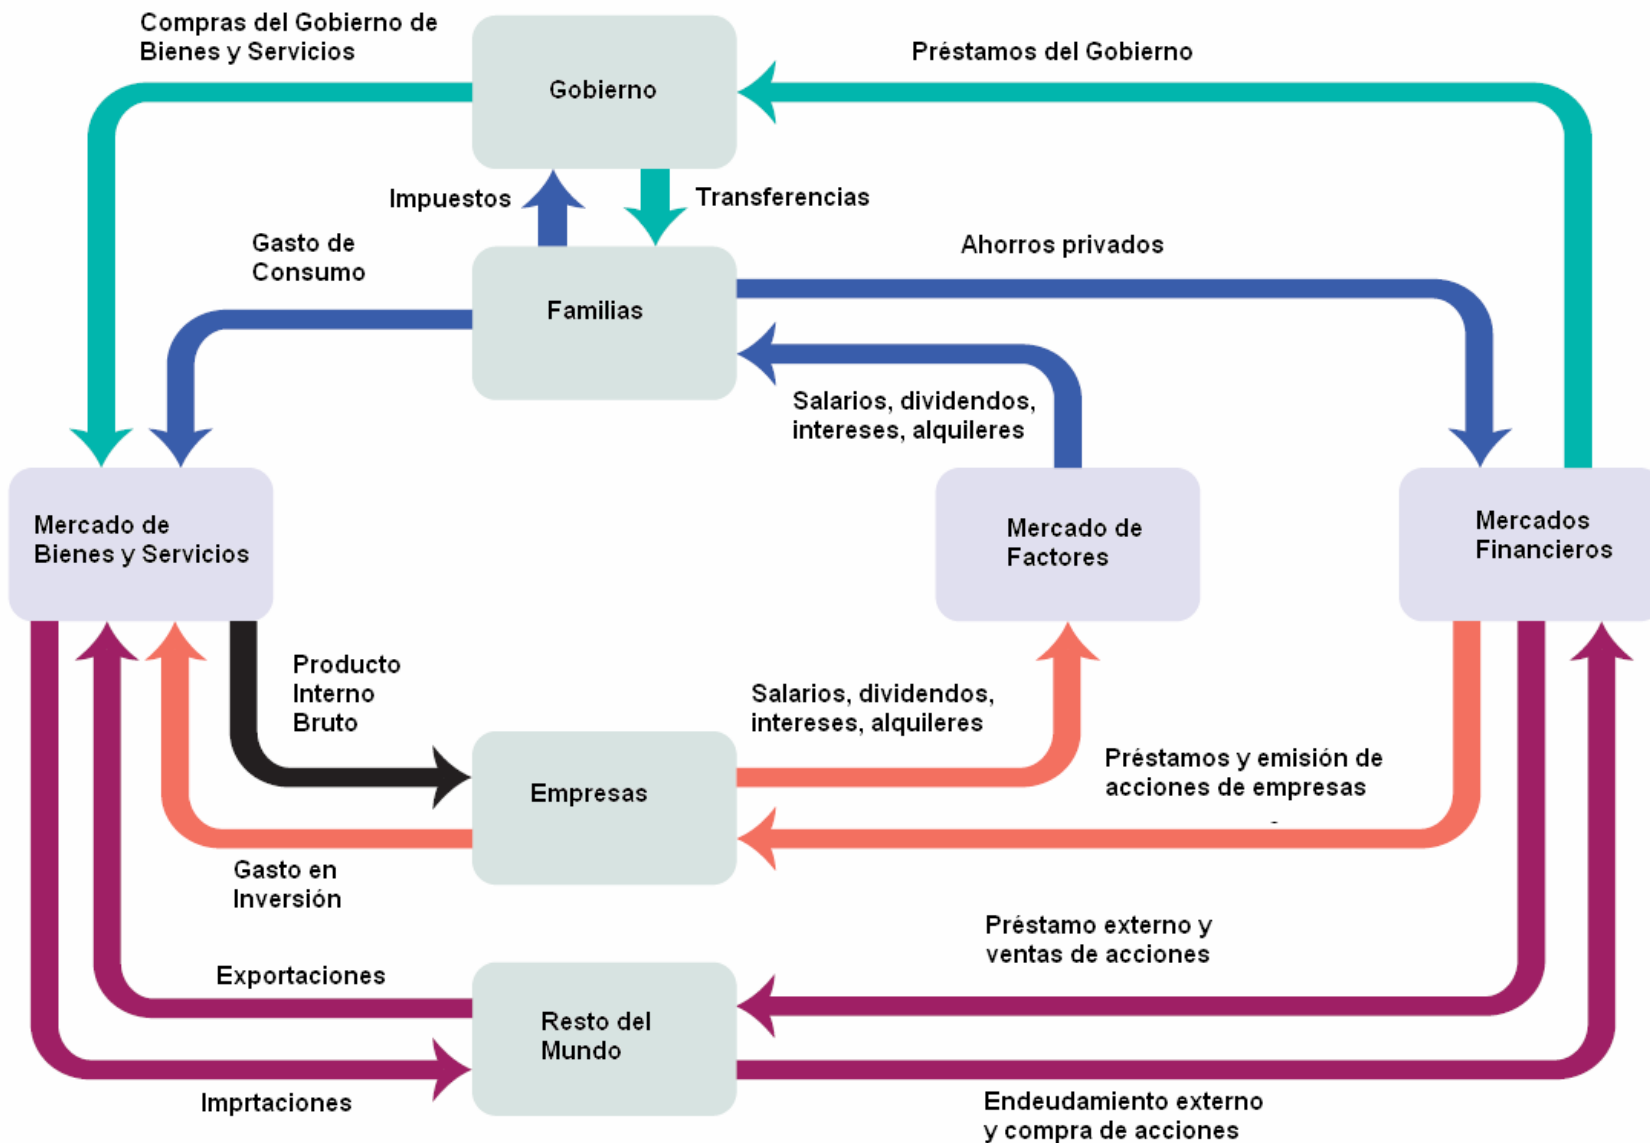 Compras del Gobierno de
Bienes y Servicios
Gobierno
Préstamos del Gobierno
Impuestos
Transferencias
Gasto de
Consumo
Familias
Ahorros privados
Salarios, dividendos,
intereses, alquileres
Mercado de
Bienes y Servicios
Mercado de
Factores
Mercados
Financieros
Producto
Interno
Bruto
Salarios, dividendos,
intereses, alquileres
Empresas
Préstamos y emisión de
acciones de empresas
Gasto en
Inversión
Préstamo externo y
ventas de acciones
Exportaciones
Resto del
Mundo
Imprtaciones
Endeudamiento externo
y compra de acciones